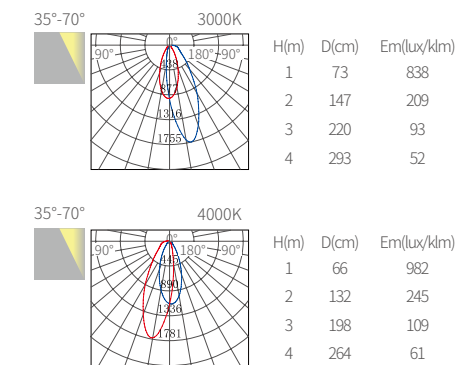 35°-70° 3000K
0°
-90° 180° -90°
438
877
1316
1755
H(m) D(cm) Em(lux/klm)
1 73 838
2 147 209
3 220 93
4 293 52
35°-70° 4000K
0°
-90° 180° -90°
445
890
1336
1781
H(m) D(cm) Em(lux/klm)
1 66 982
2 132 245
3 198 109
4 264 61